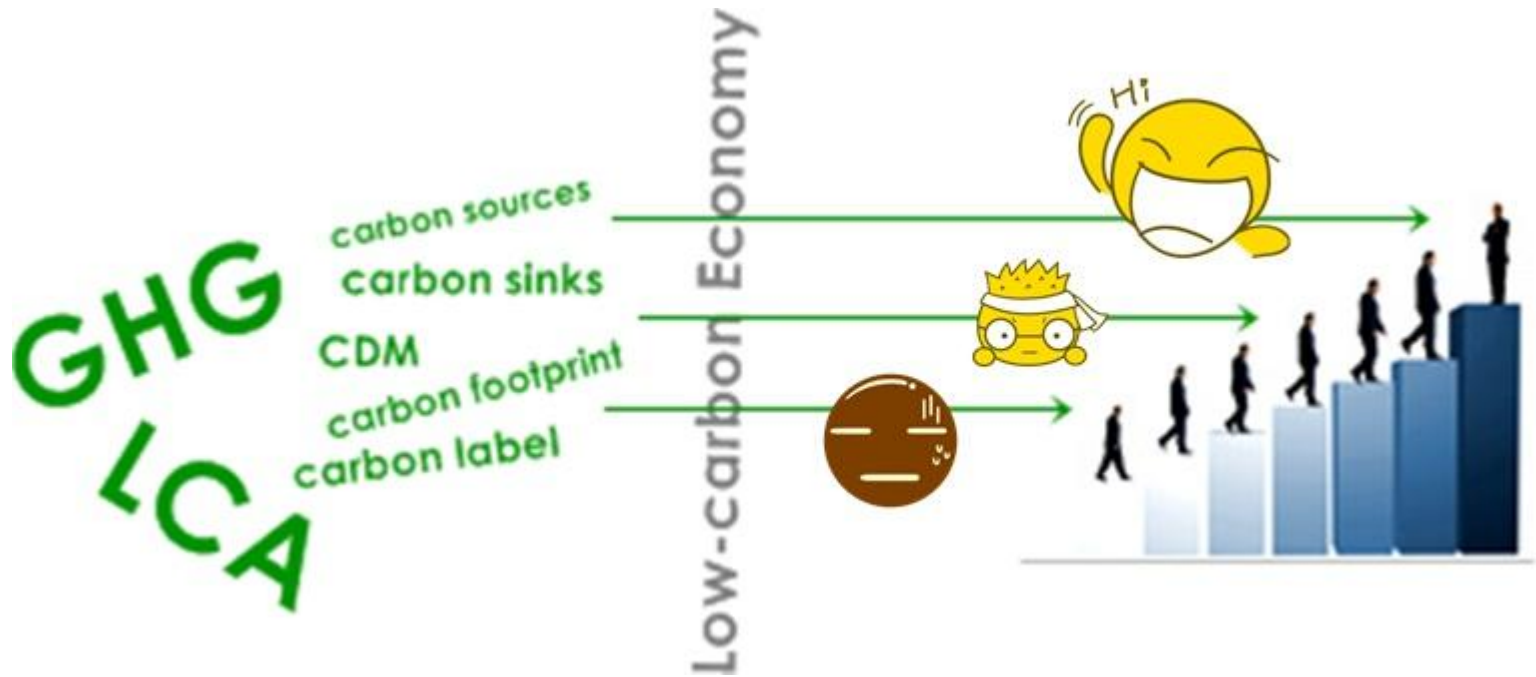 GHG
LCA
carbon sources
carbon sinks
CDM
carbon footprint
carbon label
Low-carbon Economy
Hi